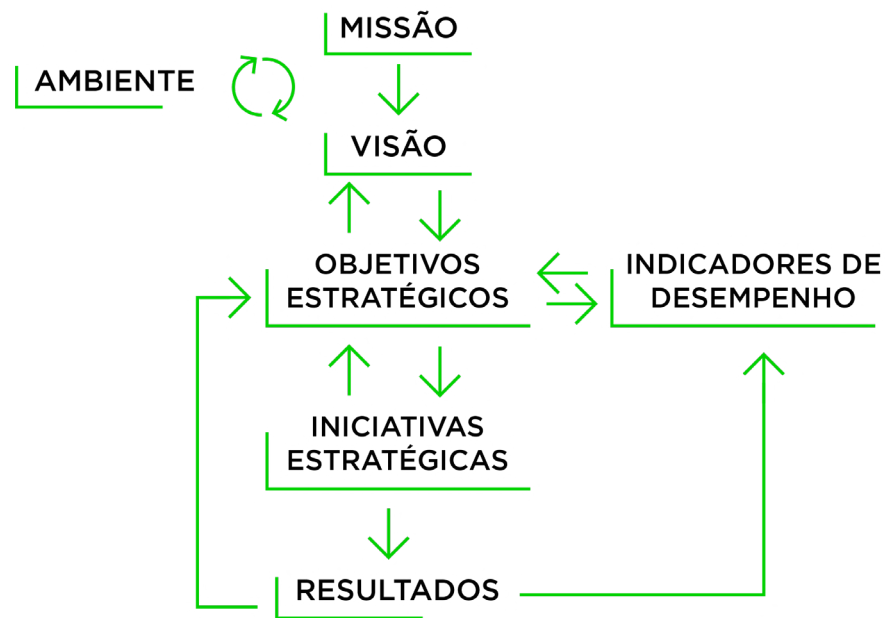 MISSÃO
AMBIENTE
VISÃO
OBJETIVOS
ESTRATÉGICOS
INDICADORES DE
DESEMPENHO
INICIATIVAS
ESTRATÉGICAS
RESULTADOS